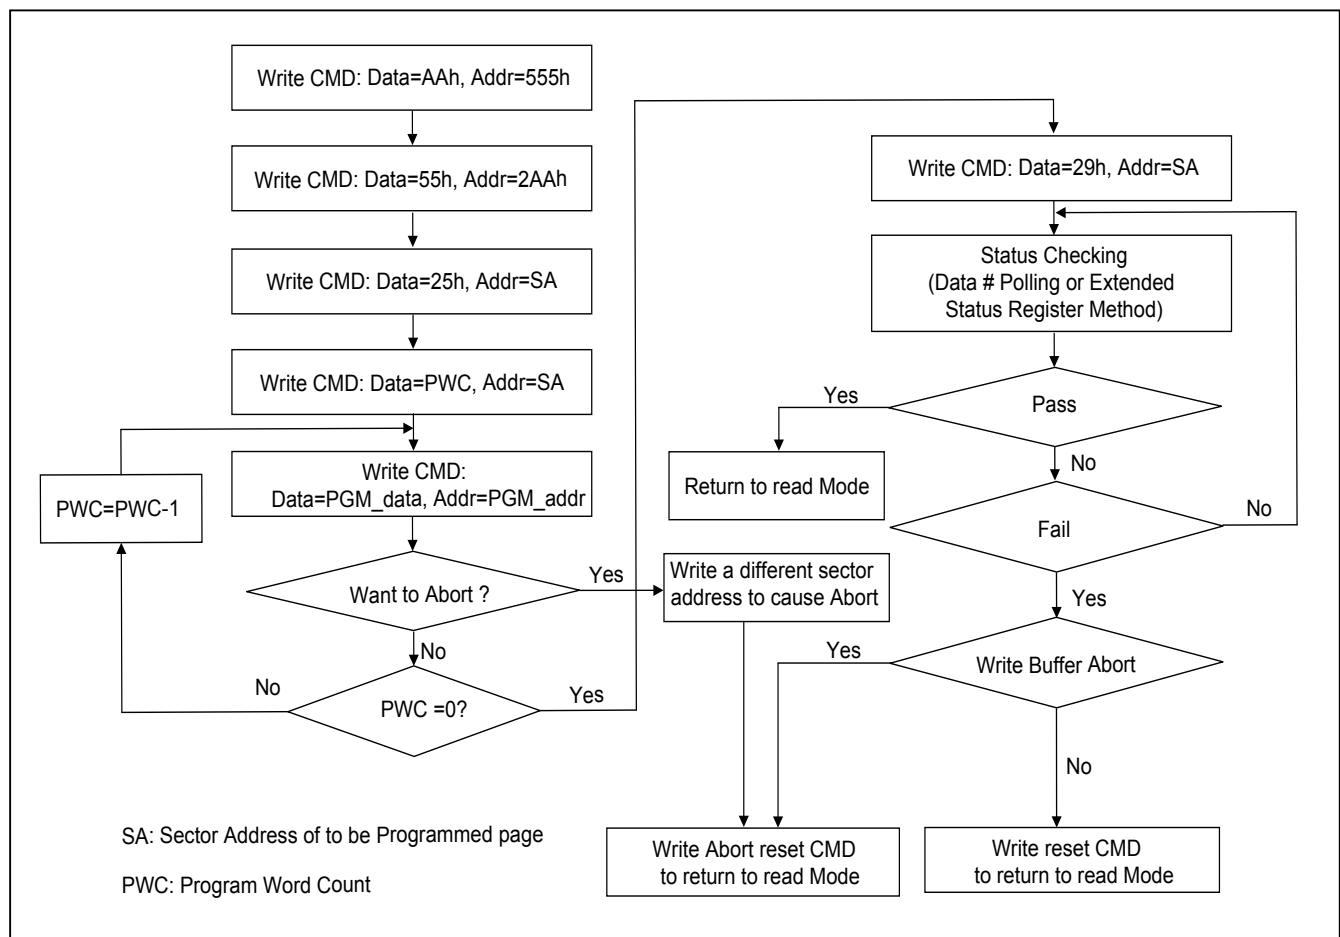 Write CMD: Data=AAh, Addr=555h
Write CMD: Data=55h, Addr=2AAh
Write CMD: Data=25h, Addr=SA
Write CMD: Data=PWC, Addr=SA
Write CMD:
Data=PGM_data, Addr=PGM_addr
PWC=PWC-1
Want to Abort ?
Yes
No
PWC =0?
No
Yes
Write a different sector
address to cause Abort
Write CMD: Data=29h, Addr=SA
Status Checking
(Data # Polling or Extended
Status Register Method)
Pass
Yes
No
Return to read Mode
Fail
No
Yes
Write Buffer Abort
Yes
No
Write Abort reset CMD
to return to read Mode
Write reset CMD
to return to read Mode
SA: Sector Address of to be Programmed page
PWC: Program Word Count